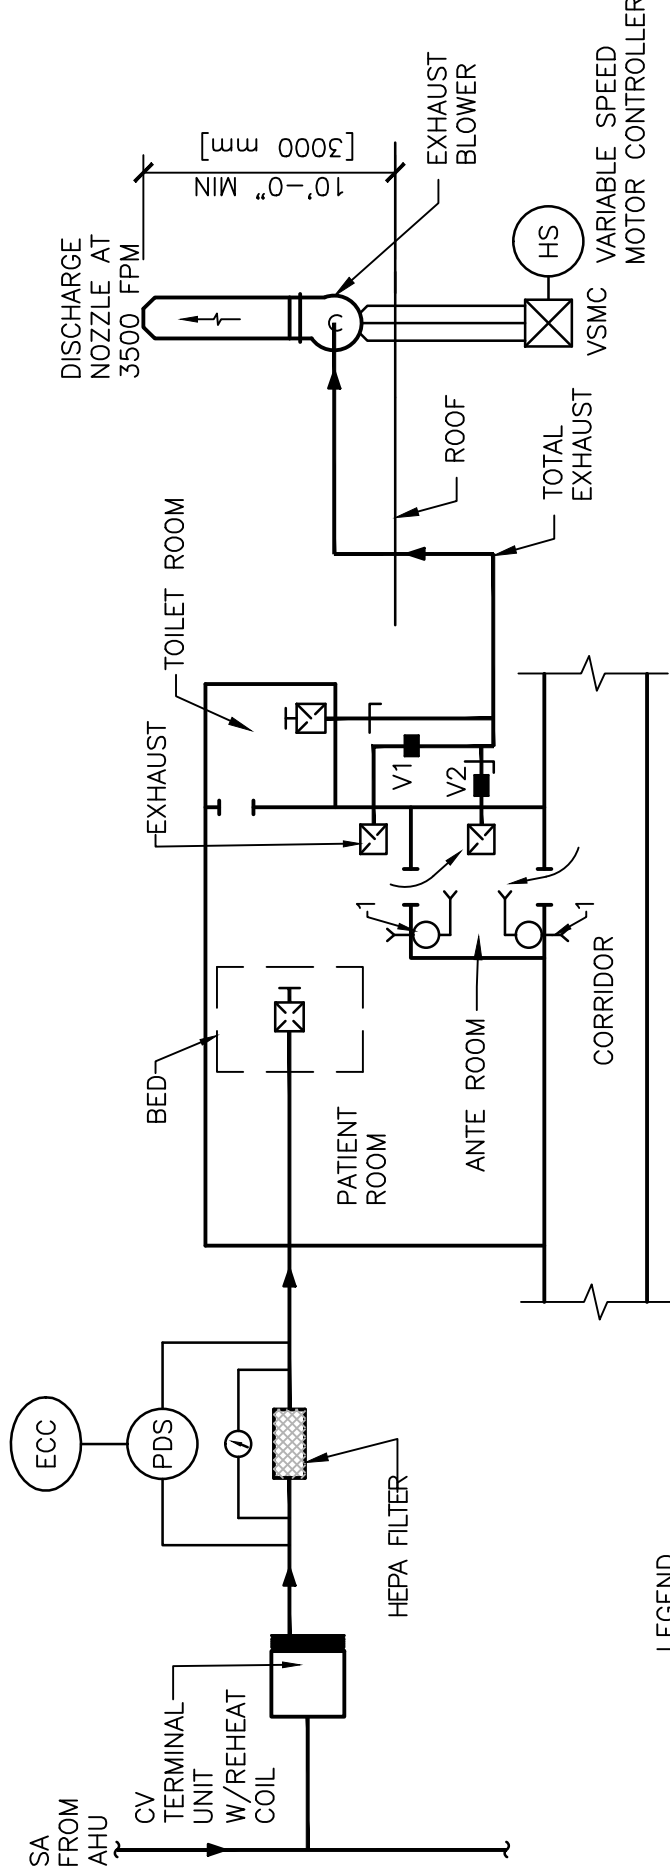 SA
FROM
AHU
CV
TERMINAL
UNIT
W/REHEAT
COIL
ECC
PDS
HEPA FILTER
BED
PATIENT
ROOM
ANTE ROOM
1
1
CORRIDOR
EXHAUST
TOILET ROOM
V1
V2
DISCHARGE
NOZZLE AT
3500 FPM
10'-0" MIN
[3000 mm]
EXHAUST
BLOWER
ROOF
TOTAL
EXHAUST
HS
VSMC
VARIABLE SPEED
MOTOR CONTROLLER
LEGEND